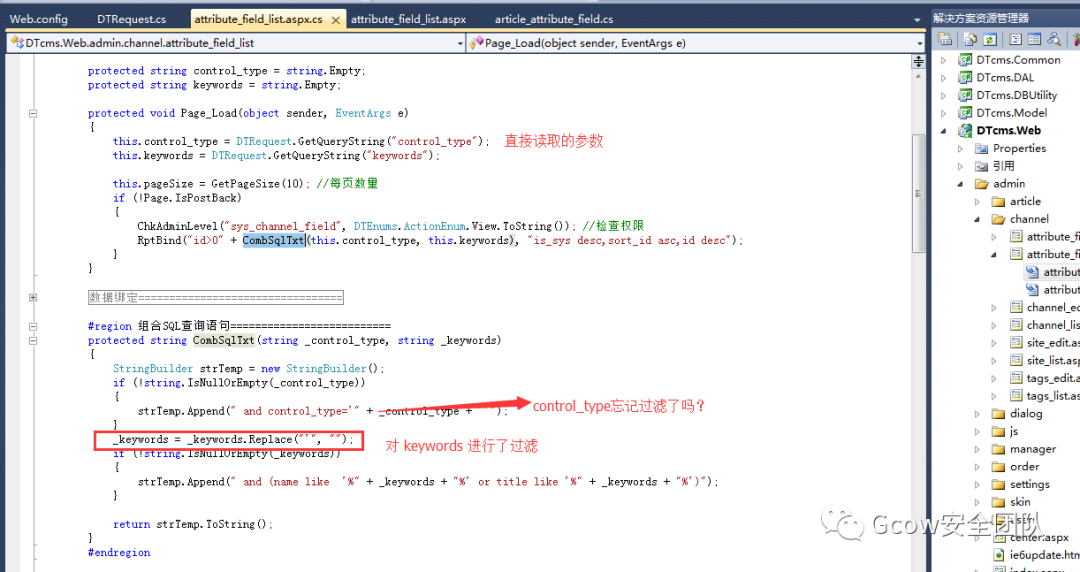 Web.config DTRequest.cs attribute_field_list.aspx.cs attribute_field_list.aspx article_attribute_field.cs 解决方案资源管理器
DTcms.Web.admin.channel.attribute_field_list Page_Load(object sender, EventArgs e)
protected string control_type = string.Empty;
protected string keywords = string.Empty;
protected void Page_Load(object sender, EventArgs e)
{
this.control_type = DTRequest.GetQueryString("control_type"); 直接读取的参数
this.keywords = DTRequest.GetQueryString("keywords");
this.pageSize = GetPageSize(10); //每页数量
if (!Page.IsPostBack)
{
ChkAdminLevel("sys_channel_field", DTEnums.ActionEnum.View.ToString()); //检查权限
RptBind("id>0" + CombSqlTxt(this.control_type, this.keywords), "is_sys desc,sort_id asc,id desc");
}
}
数据绑定==================================
#region 组合SQL查询语句==========================
protected string CombSqlTxt(string _control_type, string _keywords)
{
StringBuilder strTemp = new StringBuilder();
if (!string.IsNullOrEmpty(_control_type))
{
strTemp.Append(" and control_type='" + _control_type + "'"); control_type忘记过滤了吗？
}
_keywords = _keywords.Replace("'", ""); 对 keywords 进行了过滤
if (!string.IsNullOrEmpty(_keywords))
{
strTemp.Append(" and (name like '%" + _keywords + "%' or title like '%" + _keywords + "%')");
}
return strTemp.ToString();
}
#endregion
DTcms.Common
DTcms.DAL
DTcms.DBUtility
DTcms.Model
DTcms.Web
Properties
引用
admin
article
channel
attribute_fi
attribute_fi
attribut
attribut
channel_ed
channel_lis
site_edit.as
site_list.asp
tags_edit.a
tags_list.as
dialog
js
manager
order
settings
skin
center.aspx
ie6update.htm
index.aspx
Gcow安全团队